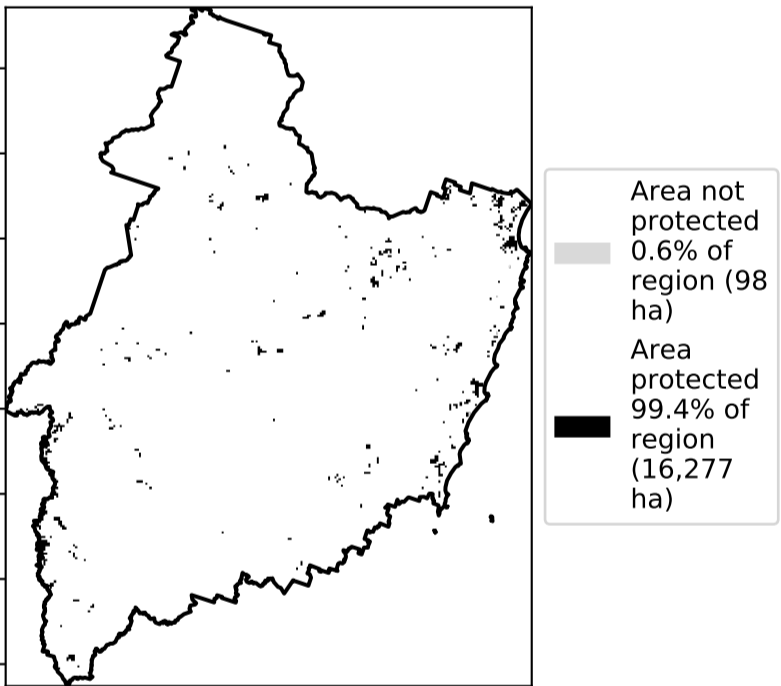 Area not
protected
0.6% of
region (98
ha)
Area
protected
99.4% of
region
(16,277
ha)